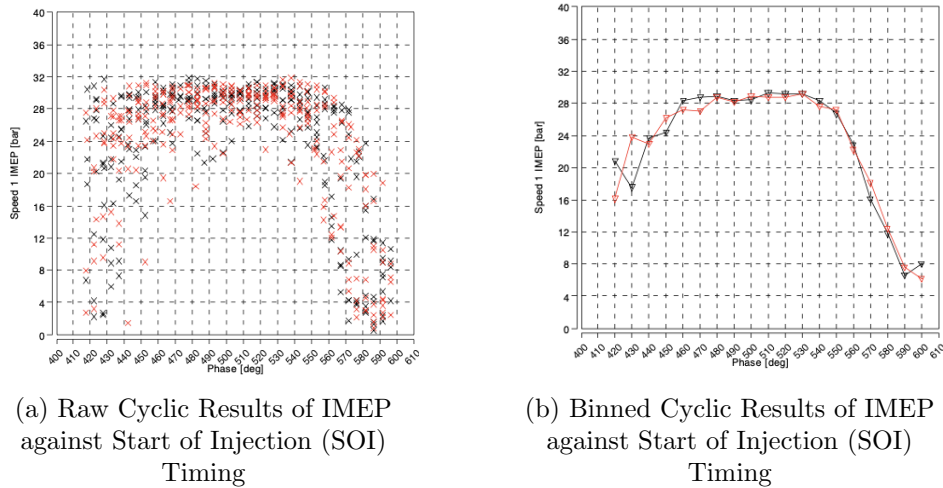 40
36
32
28
24
20
16
12
8
4
0
Speed 1 IMEP [bar]
400 410 420 430 440 450 460 470 480 490 500 510 520 530 540 550 560 570 580 590 600 610
Phase [deg]
(a) Raw Cyclic Results of IMEP
against Start of Injection (SOI)
Timing
40
36
32
28
24
20
16
12
8
4
0
Speed 1 IMEP [bar]
400 410 420 430 440 450 460 470 480 490 500 510 520 530 540 550 560 570 580 590 600 610
Phase [deg]
(b) Binned Cyclic Results of IMEP
against Start of Injection (SOI)
Timing